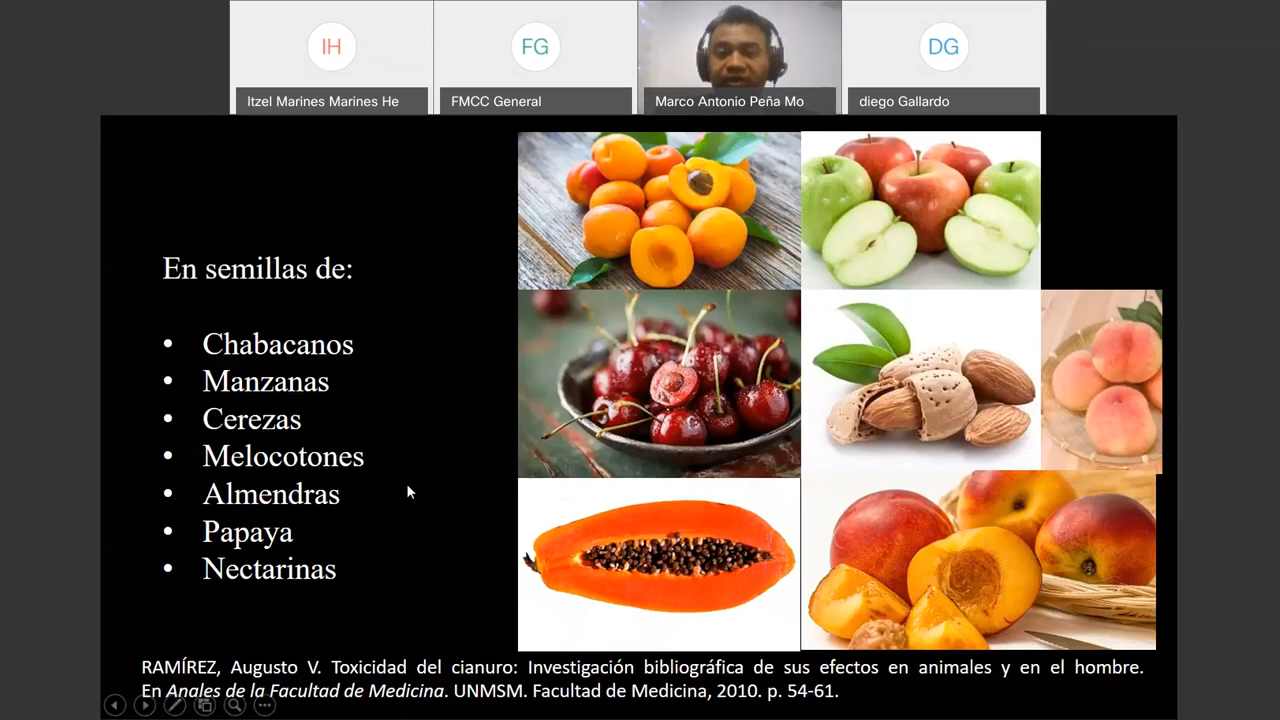 IH
FG
DG
Itzel Marines Marines He
FMCC General
Marco Antonio Peña Mo
diego Gallardo
En semillas de:
• Chabacanos
• Manzanas
• Cerezas
• Melocotones
• Almendras
• Papaya
• Nectarinas
RAMÍREZ, Augusto V. Toxicidad del cianuro: Investigación bibliográfica de sus efectos en animales y en el hombre.
En Anales de la Facultad de Medicina. UNMSM. Facultad de Medicina, 2010. p. 54-61.